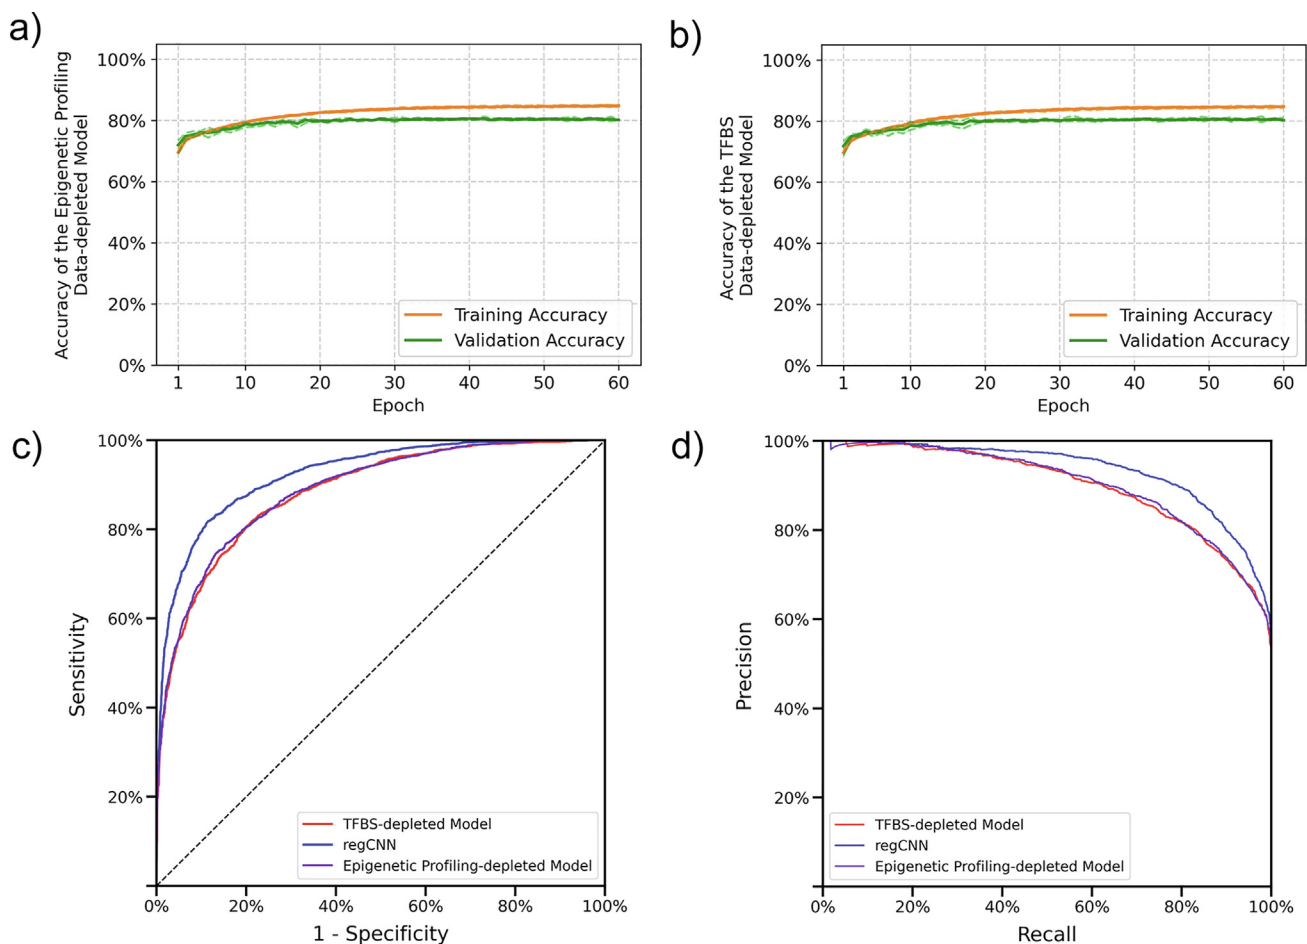 a)
Accuracy of the Epigenetic Profiling
Data-depleted Model
100%
80%
60%
40%
20%
0%
Training Accuracy
Validation Accuracy
1 10 20 30 40 50 60
Epoch
b)
Accuracy of the TFBS
Data-depleted Model
100%
80%
60%
40%
20%
0%
Training Accuracy
Validation Accuracy
1 10 20 30 40 50 60
Epoch
c)
Sensitivity
100%
80%
60%
40%
20%
TFBS-depleted Model
regCNN
Epigenetic Profiling-depleted Model
0% 20% 40% 60% 80% 100%
1 - Specificity
d)
Precision
100%
80%
60%
40%
20%
TFBS-depleted Model
regCNN
Epigenetic Profiling-depleted Model
0% 20% 40% 60% 80% 100%
Recall